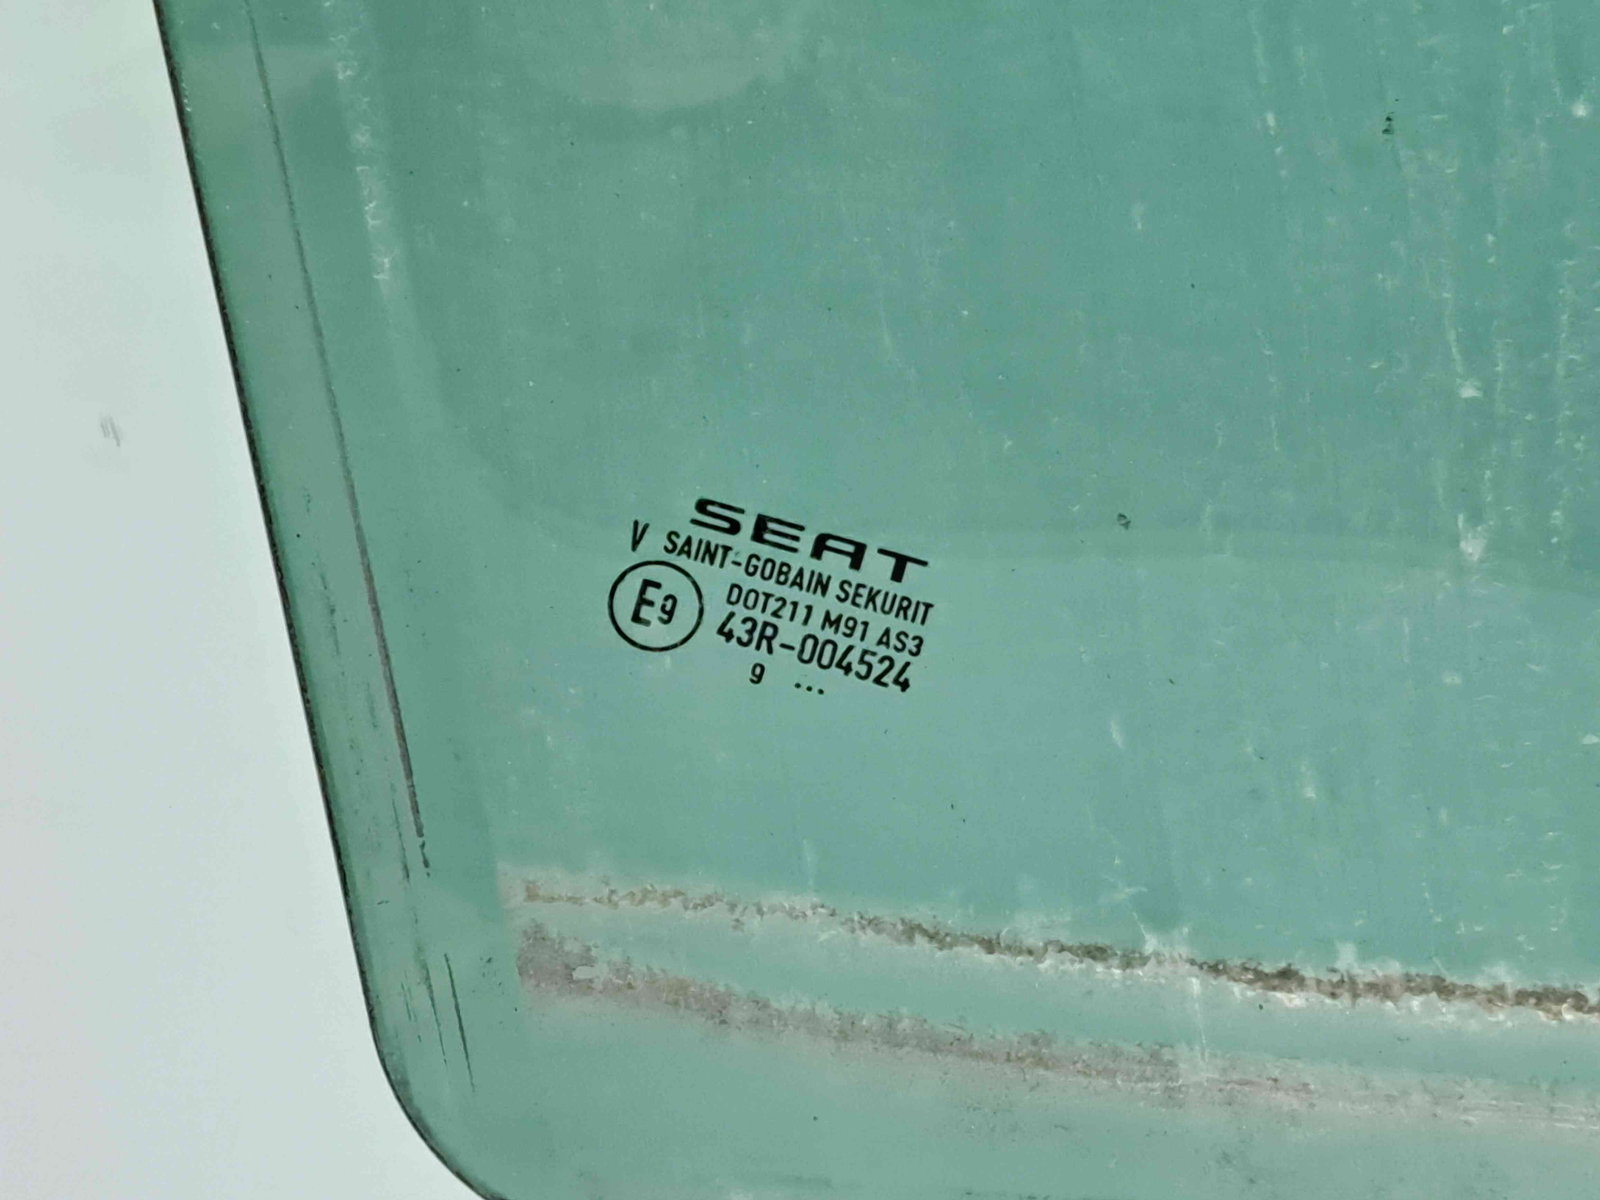 SEAT
V SAINT-GOBAIN SEKURIT
E9 DOT211 M91 AS3
43R-004524
9 ...